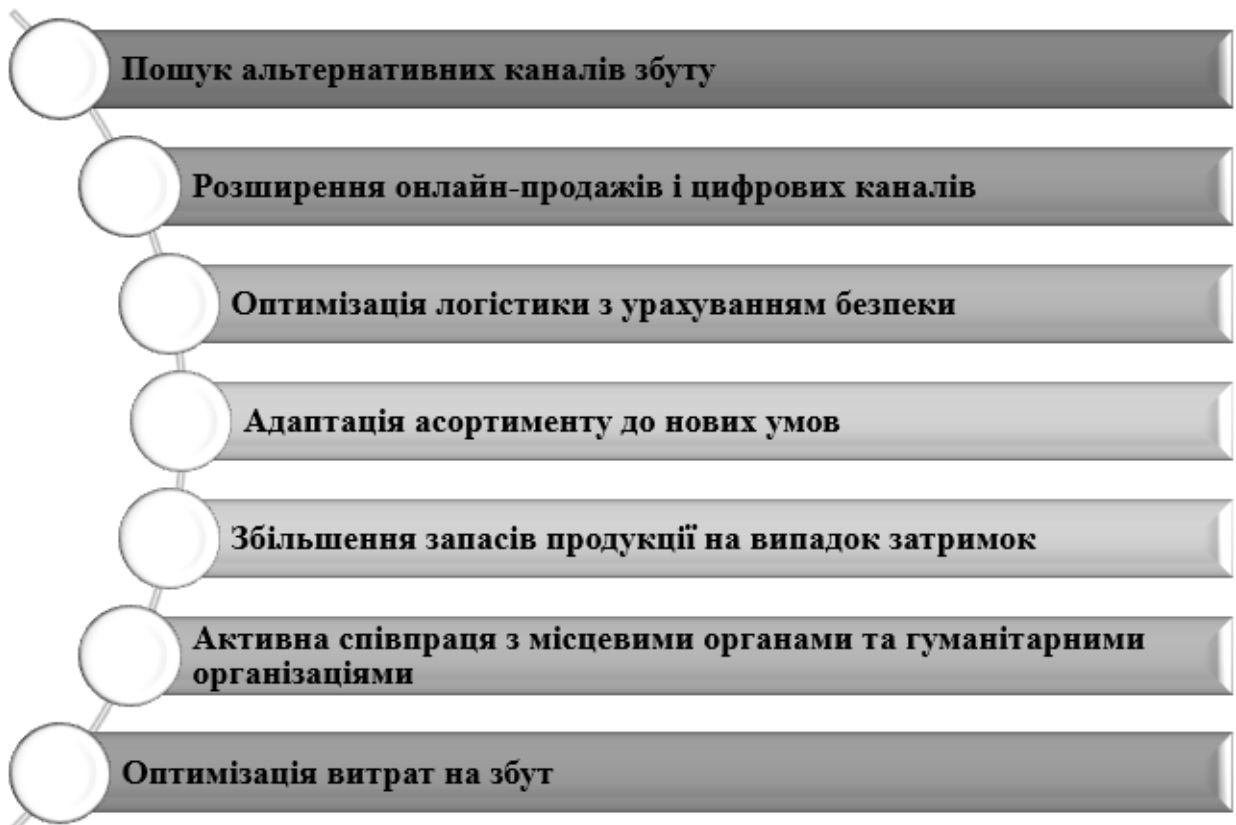 Пошук альтернативних каналів збуту
Розширення онлайн-продажів і цифрових каналів
Оптимізація логістики з урахуванням безпеки
Адаптація асортименту до нових умов
Збільшення запасів продукції на випадок затримок
Активна співпраця з місцевими органами та гуманітарними
організаціями
Оптимізація витрат на збут